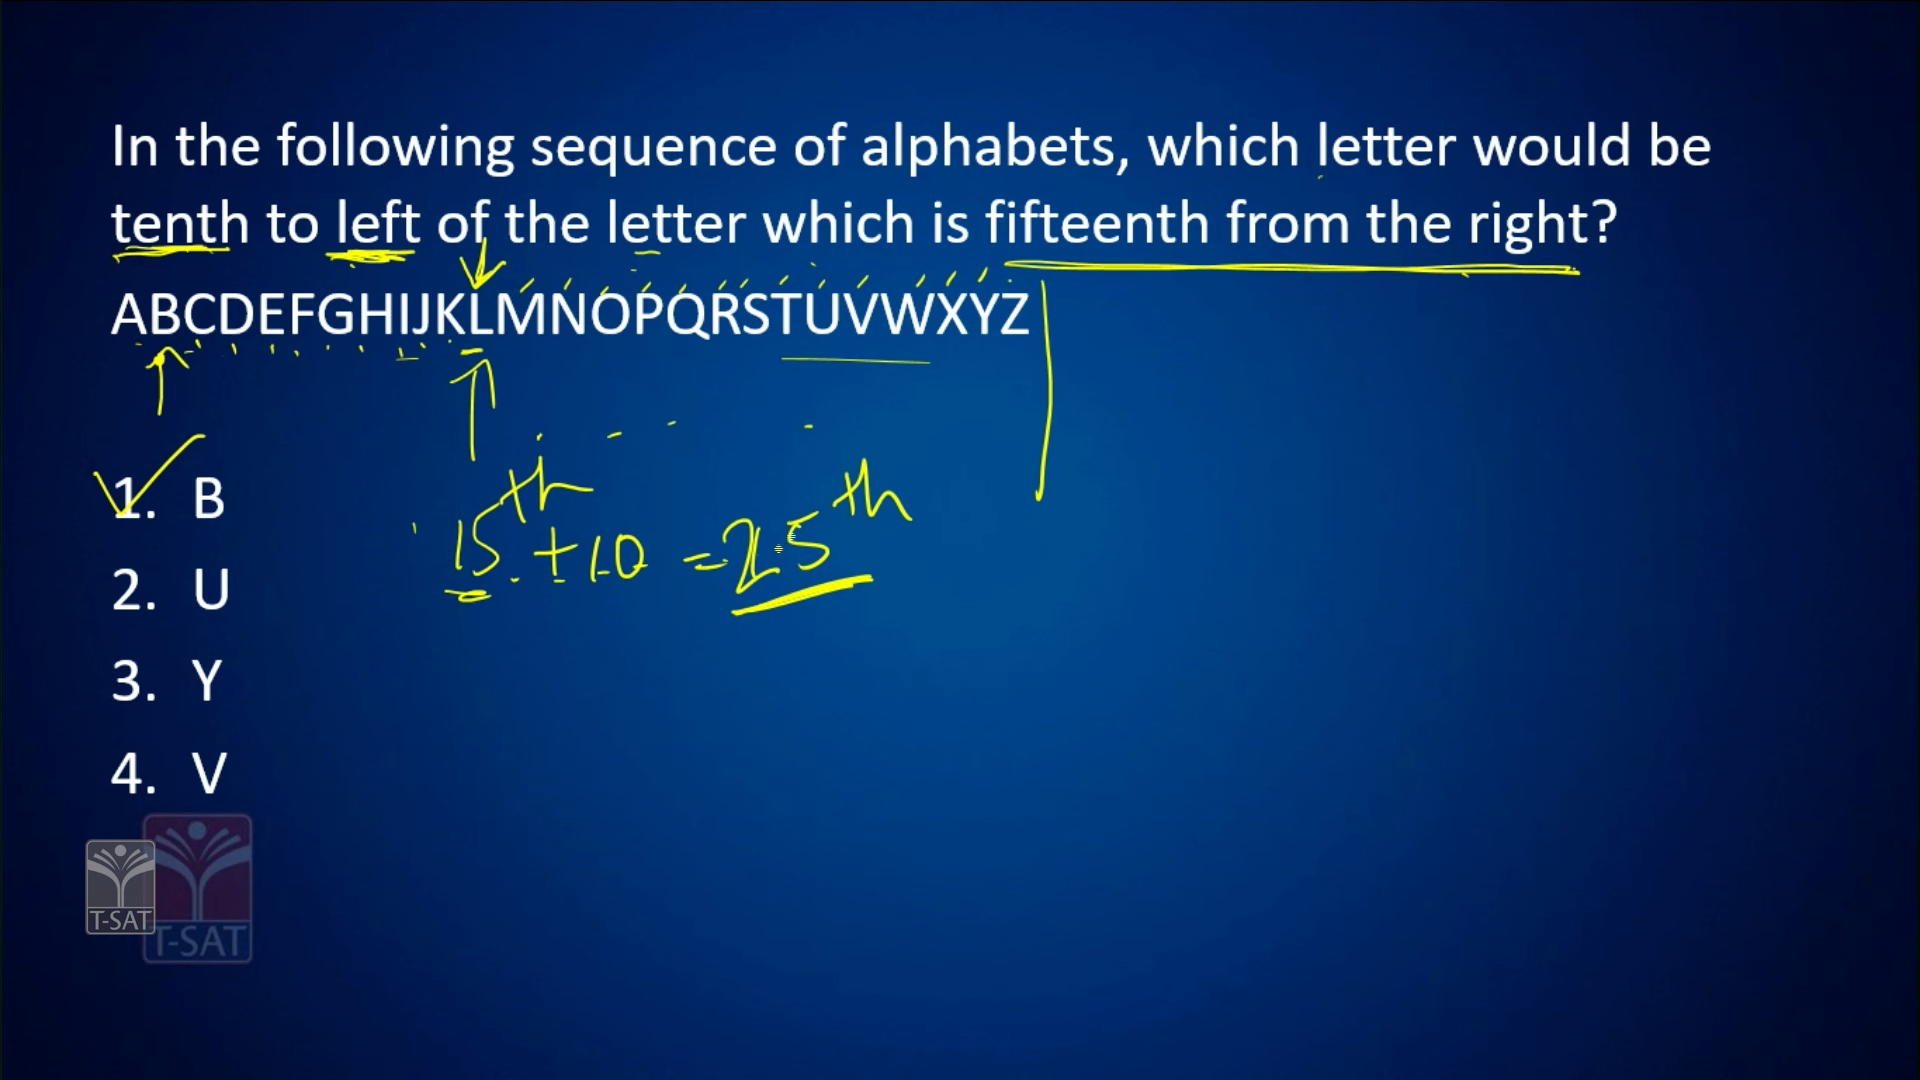 In the following sequence of alphabets, which letter would be
tenth to left of the letter which is fifteenth from the right?
ABCDEFGHIJKLMNOPQRSTUVWXYZ
1. B
15th + 10 = 25th
2. U
3. Y
4. V
T-SAT
T-SAT